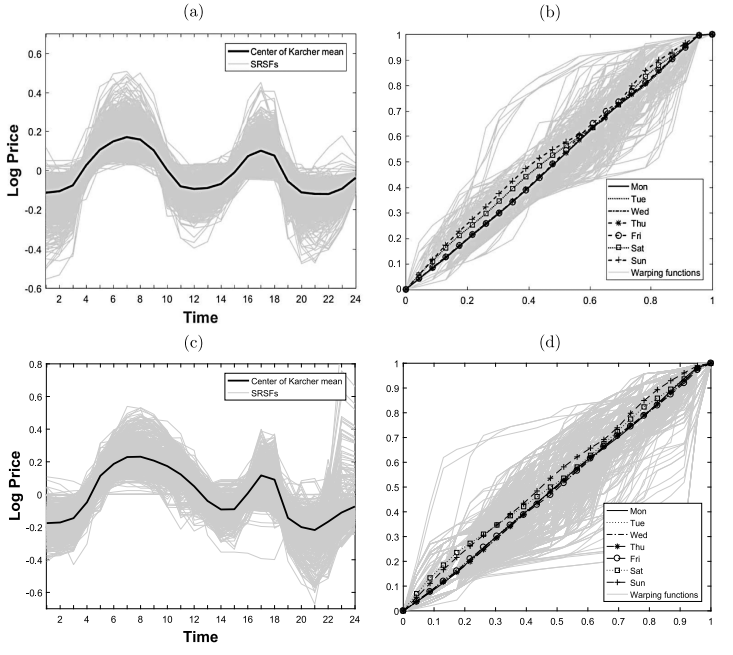 (a)
0.6
0.4
0.2
0
-0.2
-0.4
-0.6
Log Price
2 4 6 8 10 12 14 16 18 20 22 24
Time
Center of Karcher mean
SRSFs
(b)
1
0.9
0.8
0.7
0.6
0.5
0.4
0.3
0.2
0.1
0
0 0.2 0.4 0.6 0.8 1
Mon
Tue
Wed
Thu
Fri
Sat
Sun
Warping functions
(c)
0.8
0.6
0.4
0.2
0
-0.2
-0.4
-0.6
Log Price
2 4 6 8 10 12 14 16 18 20 22 24
Time
Center of Karcher mean
SRSFs
(d)
1
0.9
0.8
0.7
0.6
0.5
0.4
0.3
0.2
0.1
0
0 0.1 0.2 0.3 0.4 0.5 0.6 0.7 0.8 0.9 1
Mon
Tue
Wed
Thu
Fri
Sat
Sun
Warping functions